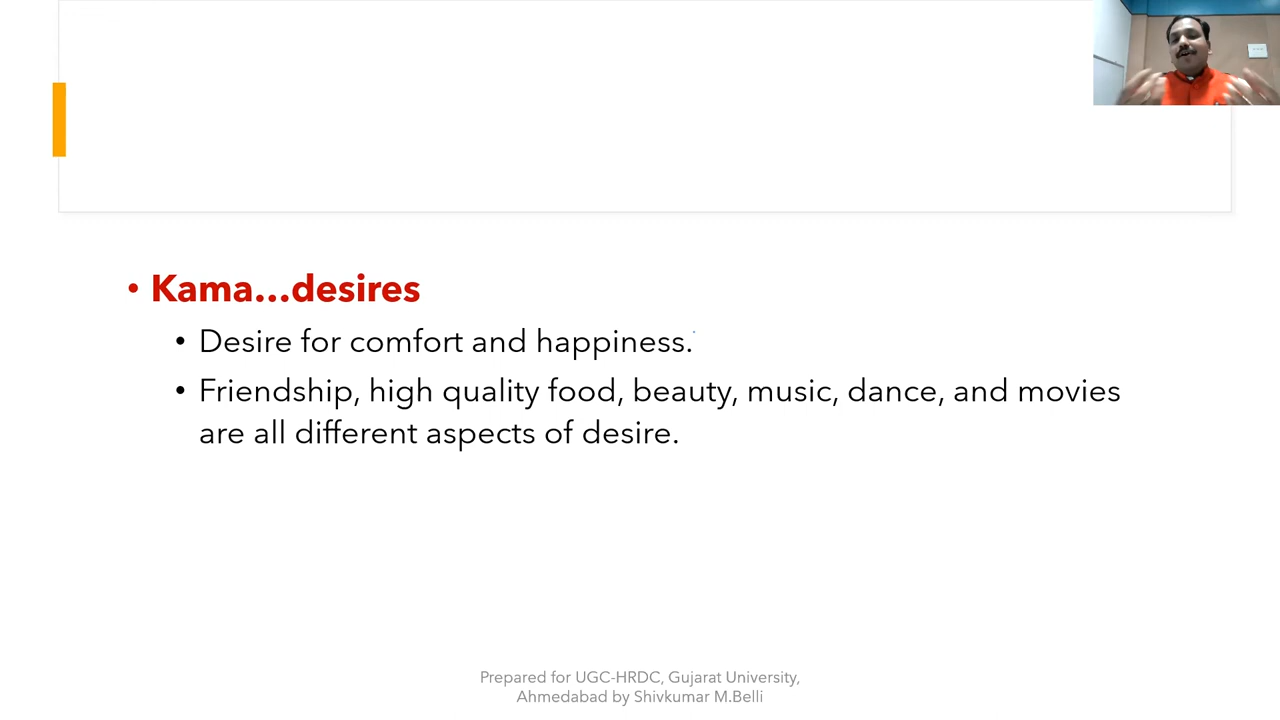 • Kama...desires
• Desire for comfort and happiness.
• Friendship, high quality food, beauty, music, dance, and movies
are all different aspects of desire.
Prepared for UGC-HRDC, Gujarat University,
Ahmedabad by Shivkumar M.Belli